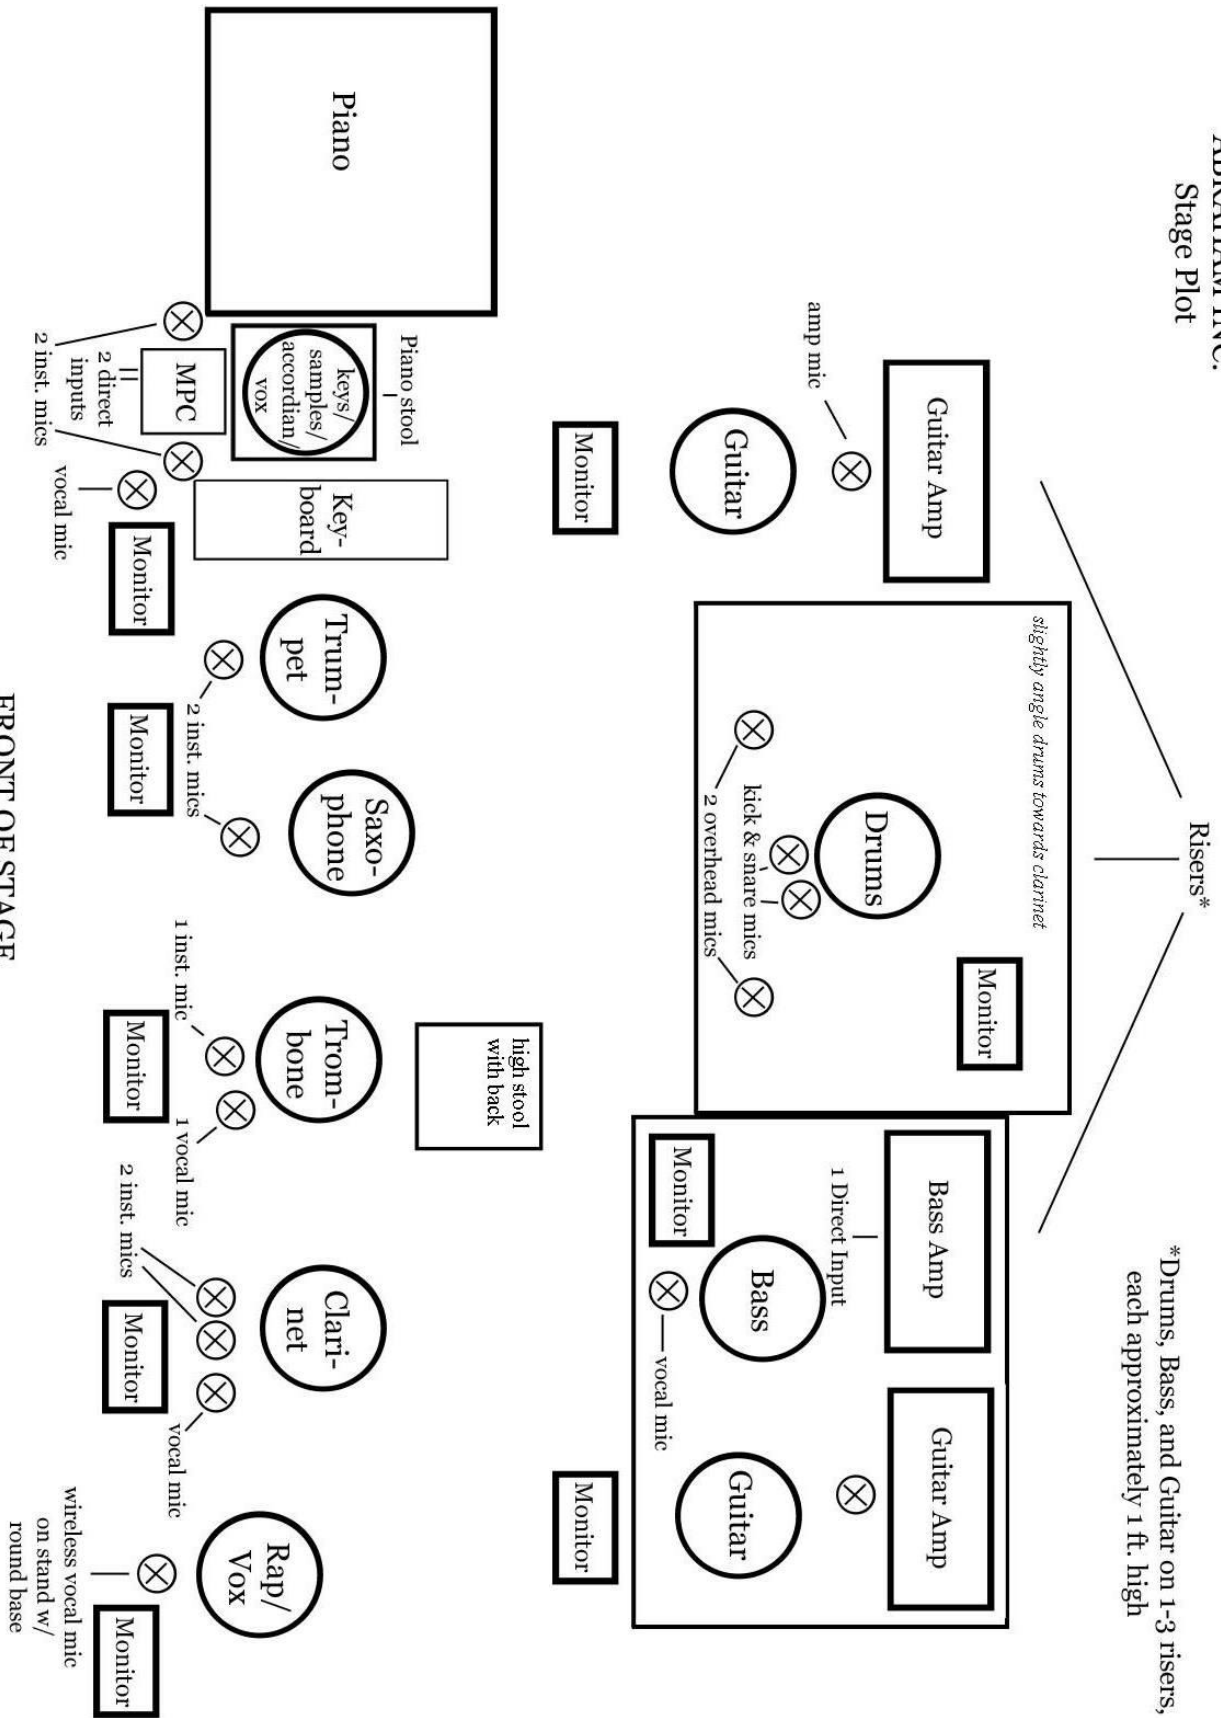 ABRAHAM INC.
Stage Plot
Risers*
*Drums, Bass, and Guitar on 1-3 risers,
each approximately 1 ft. high
slightly angle drums towards clarinet
Guitar Amp
amp mic
Guitar
Monitor
Monitor
Drums
kick & snare mics
2 overhead mics
Bass Amp
1 Direct Input
Bass
Monitor
vocal mic
Guitar Amp
Guitar
Monitor
Piano
Piano stool
keys/
samples/
accordian/
vox
MPC
2 direct
inputs
2 inst. mics
Key-
board
vocal mic
Monitor
Trum-
pet
2 inst. mics
Monitor
Saxo-
phone
high stool
with back
Trom-
bone
1 inst. mic
1 vocal mic
Monitor
Clari-
net
2 inst. mics
vocal mic
Monitor
Rap/
Vox
wireless vocal mic
on stand w/
round base
Monitor
FRONT OF STAGE